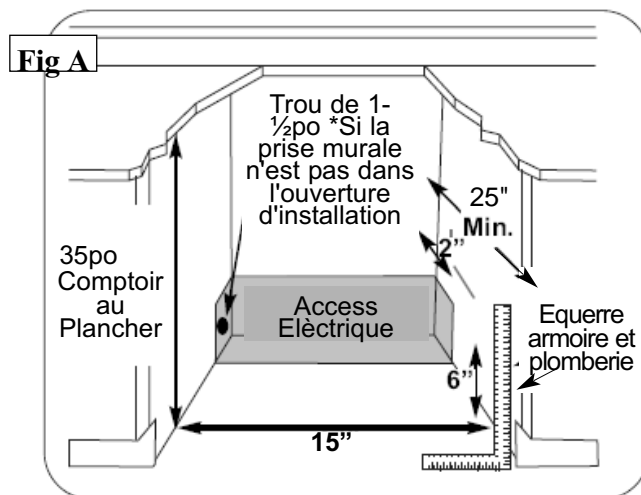 Fig A
Trou de 1-
½po *Si la
prise murale
n'est pas dans
l'ouverture
d'installation
25"
Min.
2”
35po
Comptoir
au
Plancher
Access
Elèctrique
Equerre
armoire et
plomberie
6”
15”